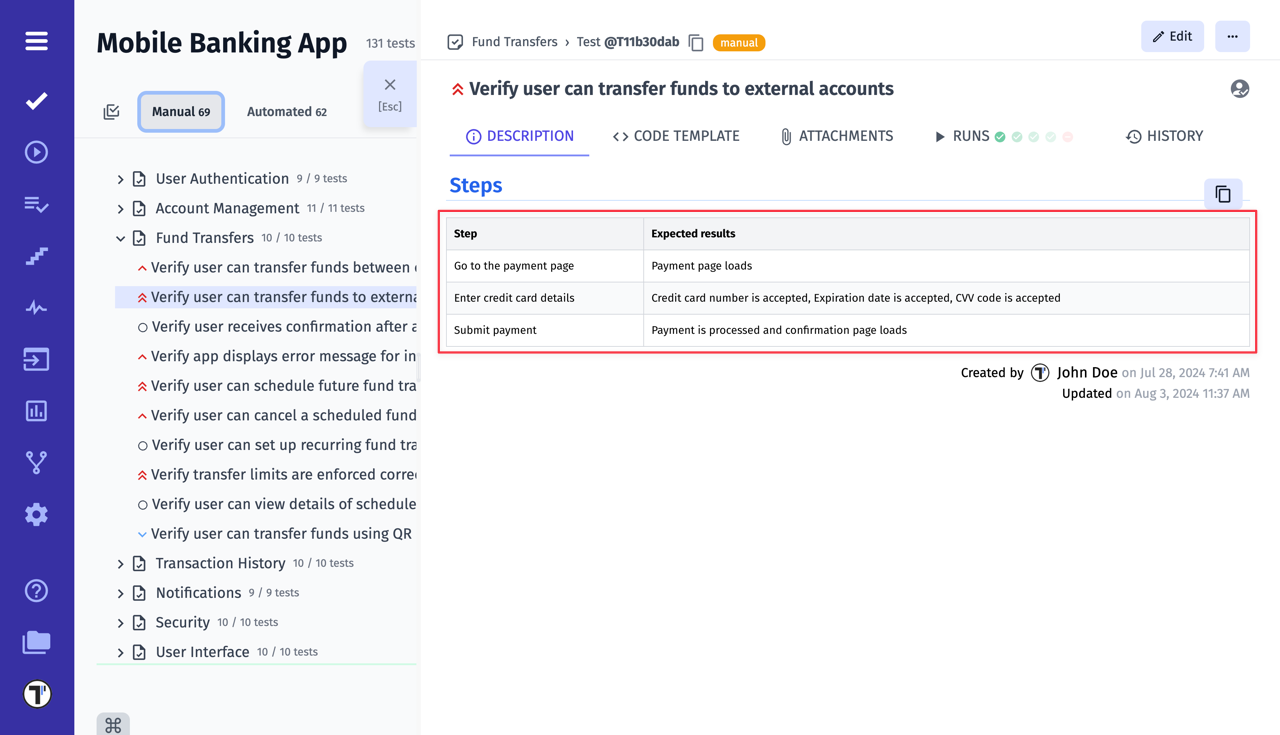 Mobile Banking App 131 tests
Manual 69
Automated 62
[Esc]
User Authentication 9 / 9 tests
Account Management 11 / 11 tests
Fund Transfers 10 / 10 tests
Verify user can transfer funds between
Verify user can transfer funds to externa
Verify user receives confirmation after a
Verify app displays error message for in
Verify user can schedule future fund tra
Verify user can cancel a scheduled fund
Verify user can set up recurring fund tra
Verify transfer limits are enforced corre
Verify user can view details of schedule
Verify user can transfer funds using QR
Transaction History 10 / 10 tests
Notifications 9 / 9 tests
Security 10 / 10 tests
User Interface 10 / 10 tests
Fund Transfers › Test @T11b30dab manual
Edit
Verify user can transfer funds to external accounts
DESCRIPTION
CODE TEMPLATE
ATTACHMENTS
RUNS
HISTORY
Steps
Step Expected results
Go to the payment page Payment page loads
Enter credit card details Credit card number is accepted, Expiration date is accepted, CVV code is accepted
Submit payment Payment is processed and confirmation page loads
Created by John Doe on Jul 28, 2024 7:41 AM
Updated on Aug 3, 2024 11:37 AM